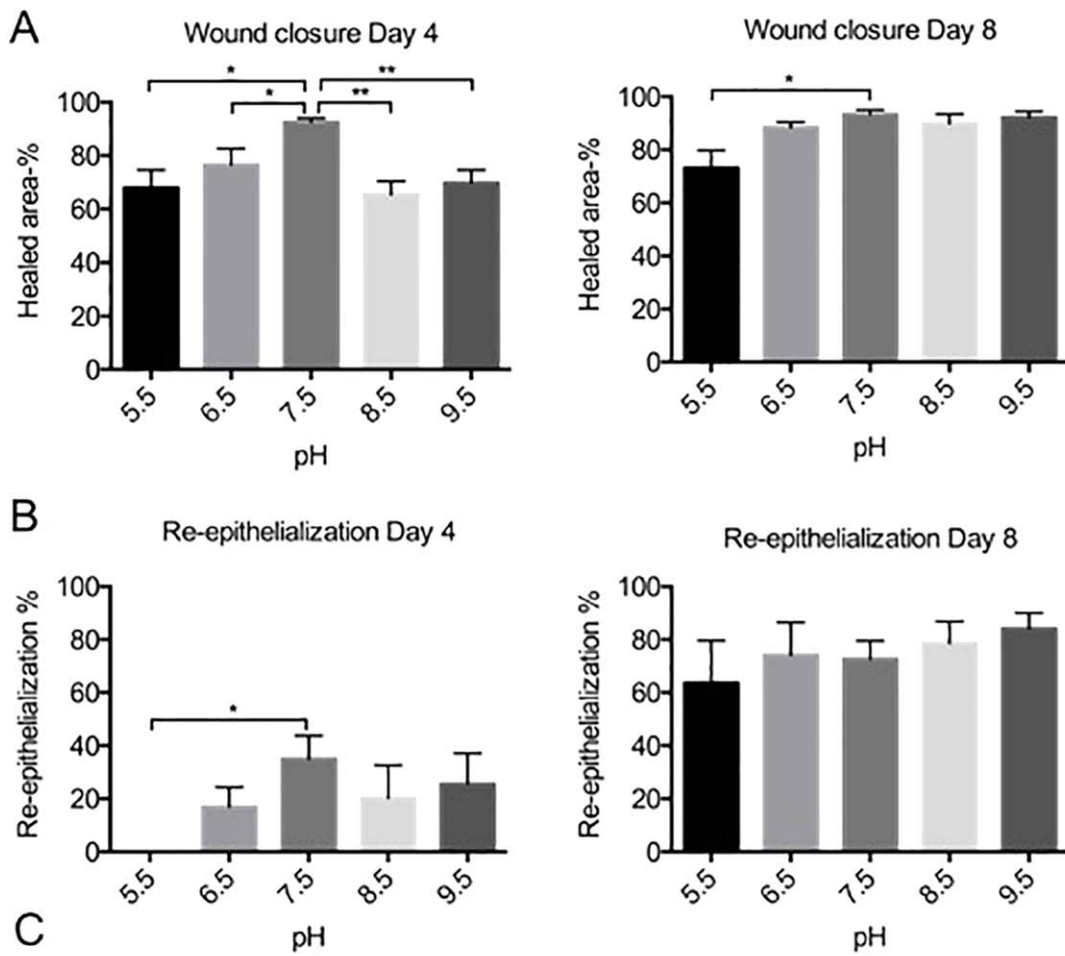 A
Wound closure Day 4
Wound closure Day 8
* **
* **
*
Healed area-%
100
80
60
40
20
0
5.5 6.5 7.5 8.5 9.5
pH
Healed area-%
100
80
60
40
20
0
5.5 6.5 7.5 8.5 9.5
pH
B
Re-epithelialization Day 4
Re-epithelialization Day 8
*
Re-epithelialization %
100
80
60
40
20
0
5.5 6.5 7.5 8.5 9.5
pH
Re-epithelialization %
100
80
60
40
20
0
5.5 6.5 7.5 8.5 9.5
pH
C